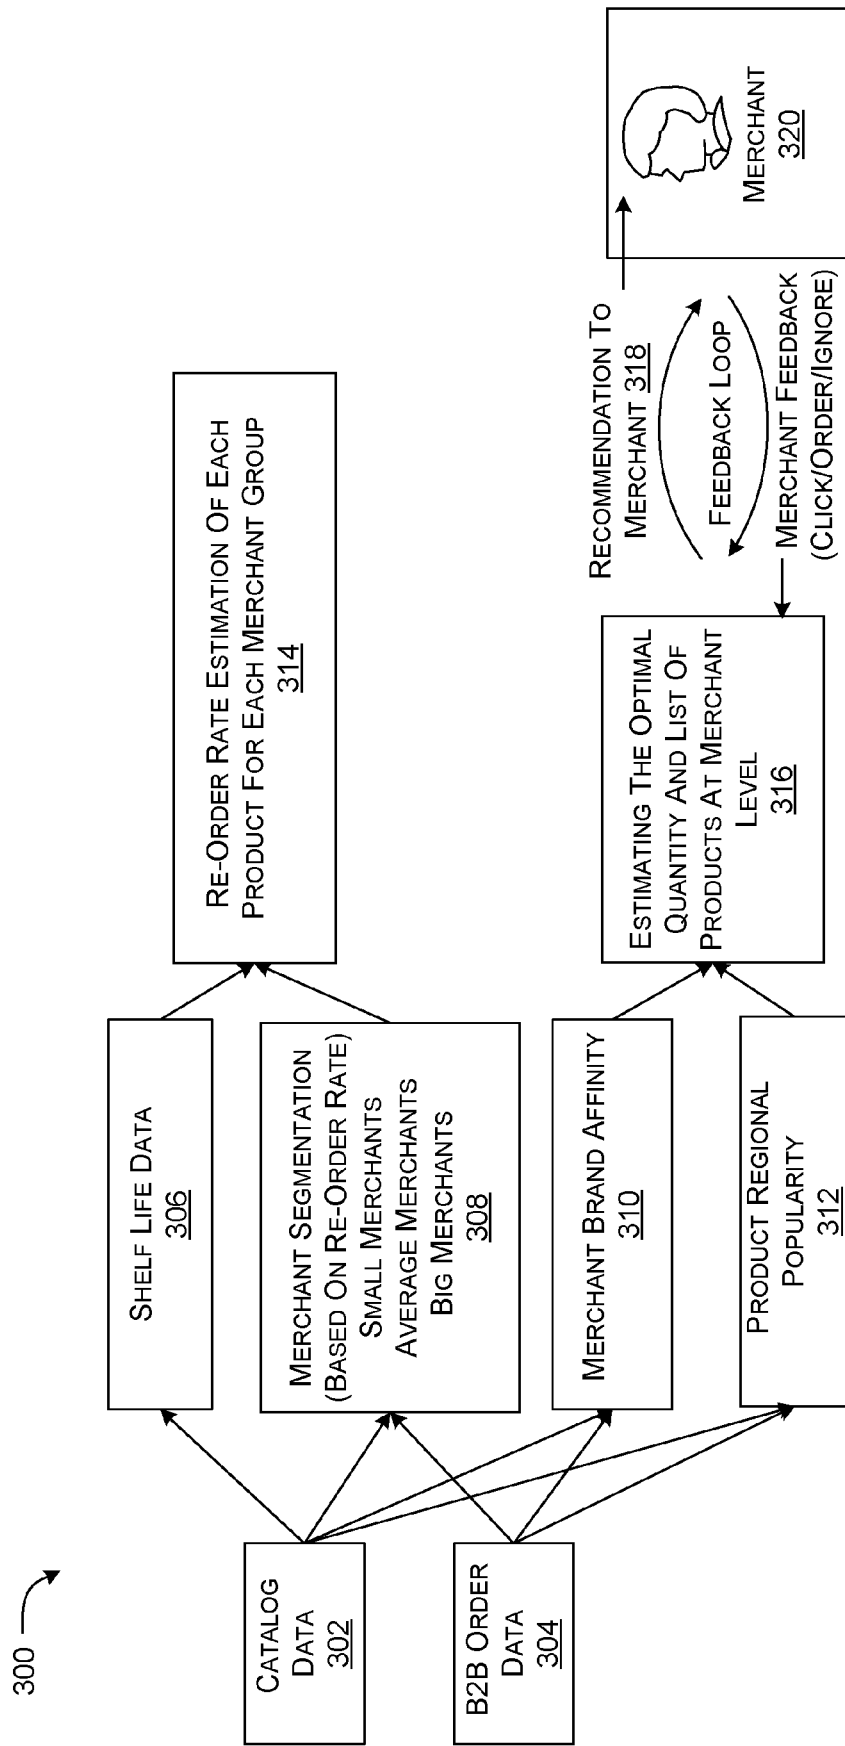 300
CATALOG
DATA
302
B2B ORDER
DATA
304
SHELF LIFE DATA
306
MERCHANT SEGMENTATION
(BASED ON RE-ORDER RATE)
SMALL MERCHANTS
AVERAGE MERCHANTS
BIG MERCHANTS
308
MERCHANT BRAND AFFINITY
310
PRODUCT REGIONAL
POPULARITY
312
RE-ORDER RATE ESTIMATION OF EACH
PRODUCT FOR EACH MERCHANT GROUP
314
ESTIMATING THE OPTIMAL
QUANTITY AND LIST OF
PRODUCTS AT MERCHANT
LEVEL
316
RECOMMENDATION TO
MERCHANT 318
FEEDBACK LOOP
MERCHANT FEEDBACK
(CLICK/ORDER/IGNORE)
MERCHANT
320